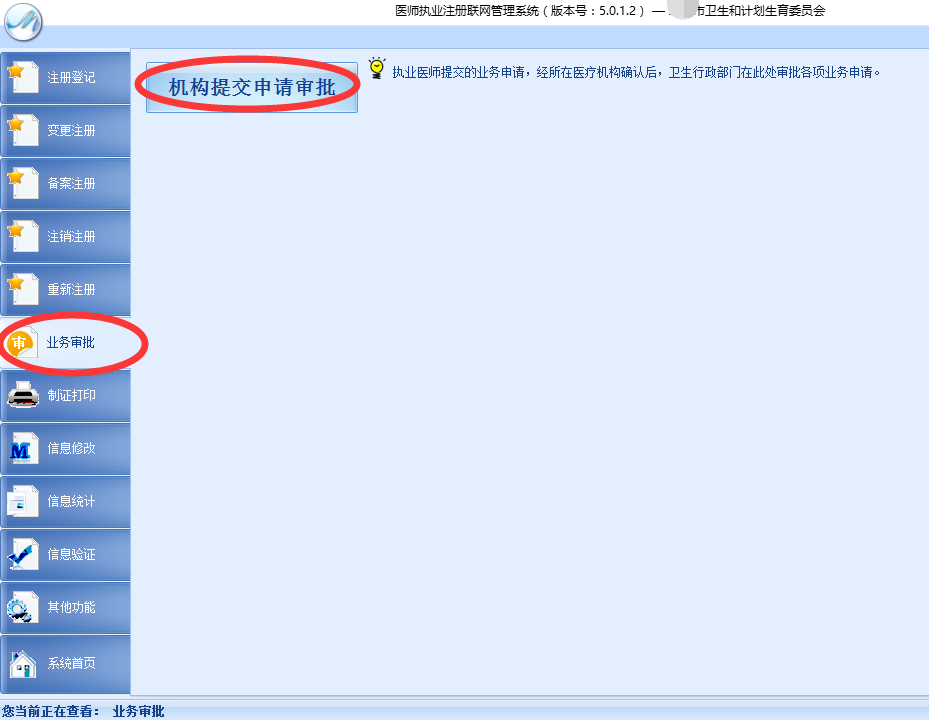 医师执业注册联网管理系统（版本号：5.0.1.2 ） — 市卫生和计划生育委员会
注册登记
机构提交申请审批
执业医师提交的业务申请，经所在医疗机构确认后，卫生行政部门在此处审批各项业务申请。
变更注册
备案注册
注销注册
重新注册
审
业务审批
制证打印
M
信息修改
信息统计
信息验证
其他功能
系统首页
您当前正在查看： 业务审批